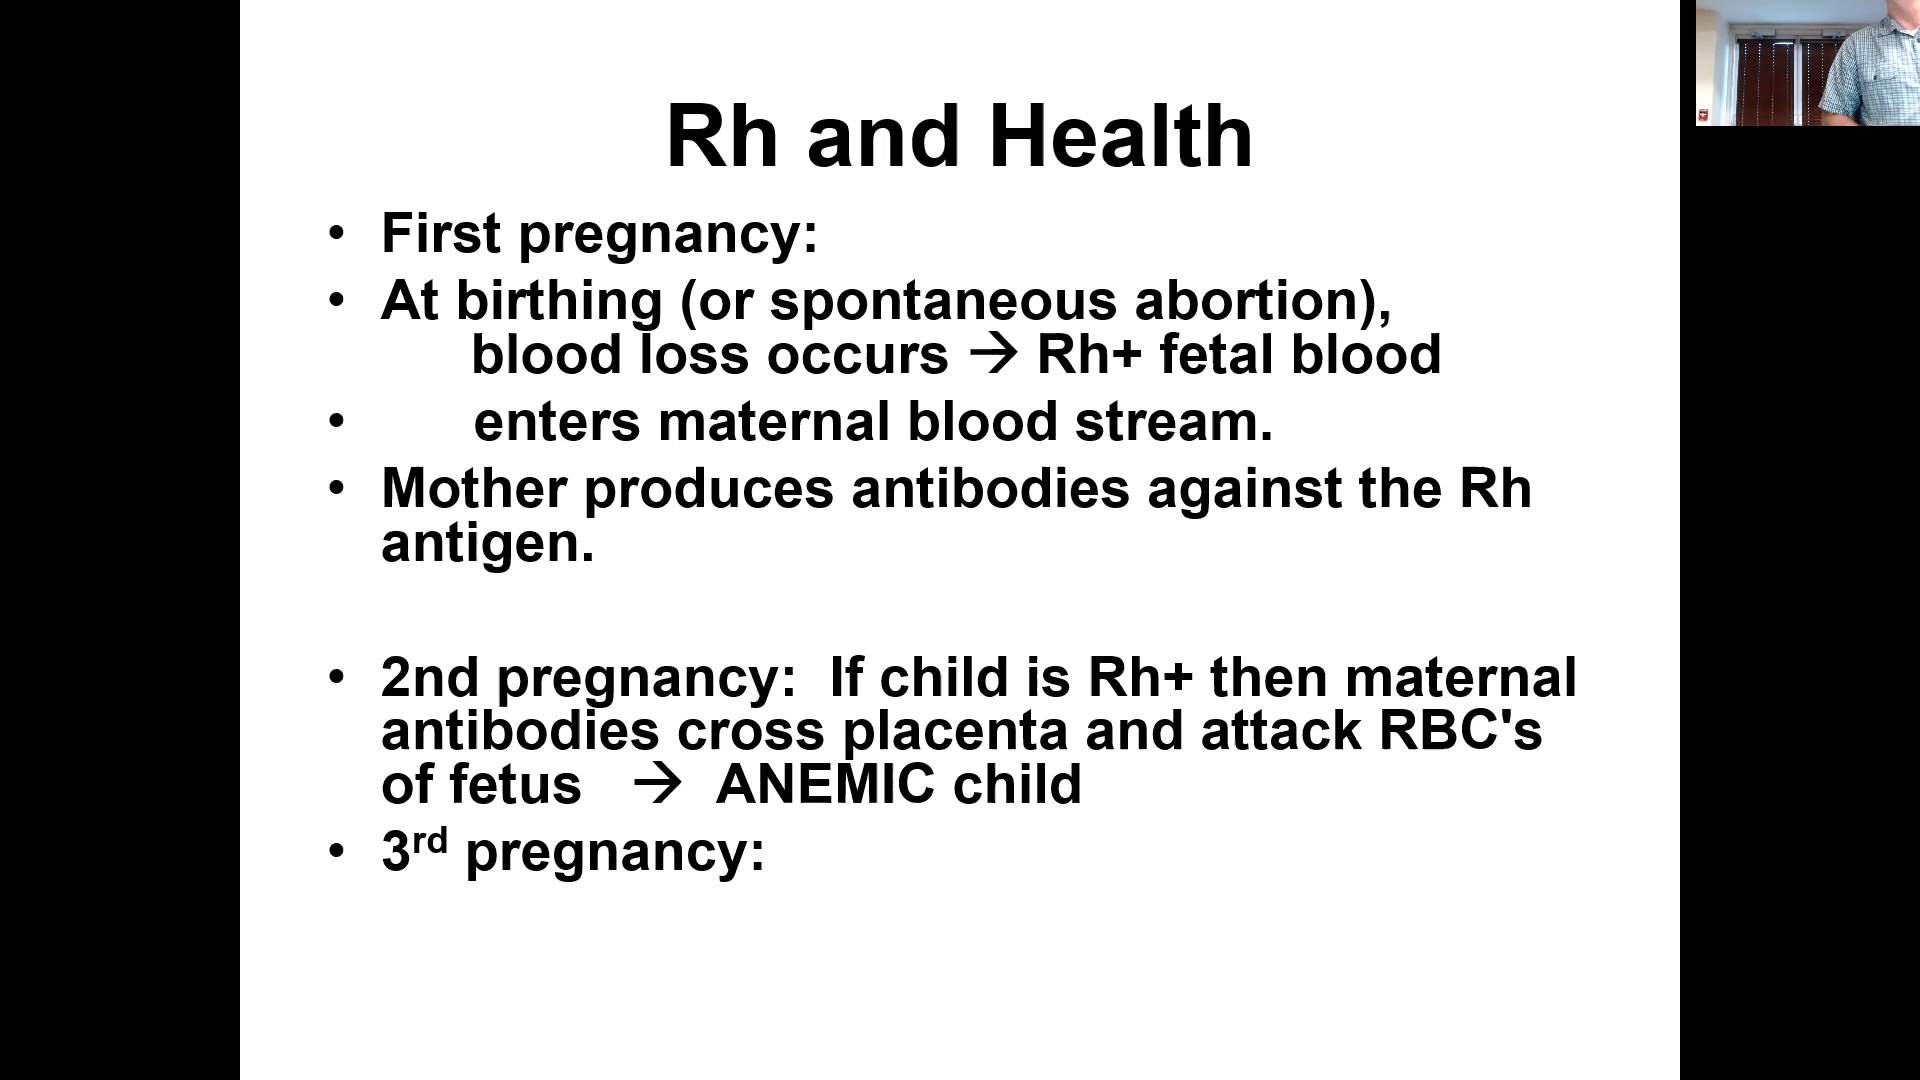 Rh and Health
• First pregnancy:
• At birthing (or spontaneous abortion),
blood loss occurs → Rh+ fetal blood
• enters maternal blood stream.
• Mother produces antibodies against the Rh
antigen.
• 2nd pregnancy: If child is Rh+ then maternal
antibodies cross placenta and attack RBC's
of fetus → ANEMIC child
• 3rd pregnancy: